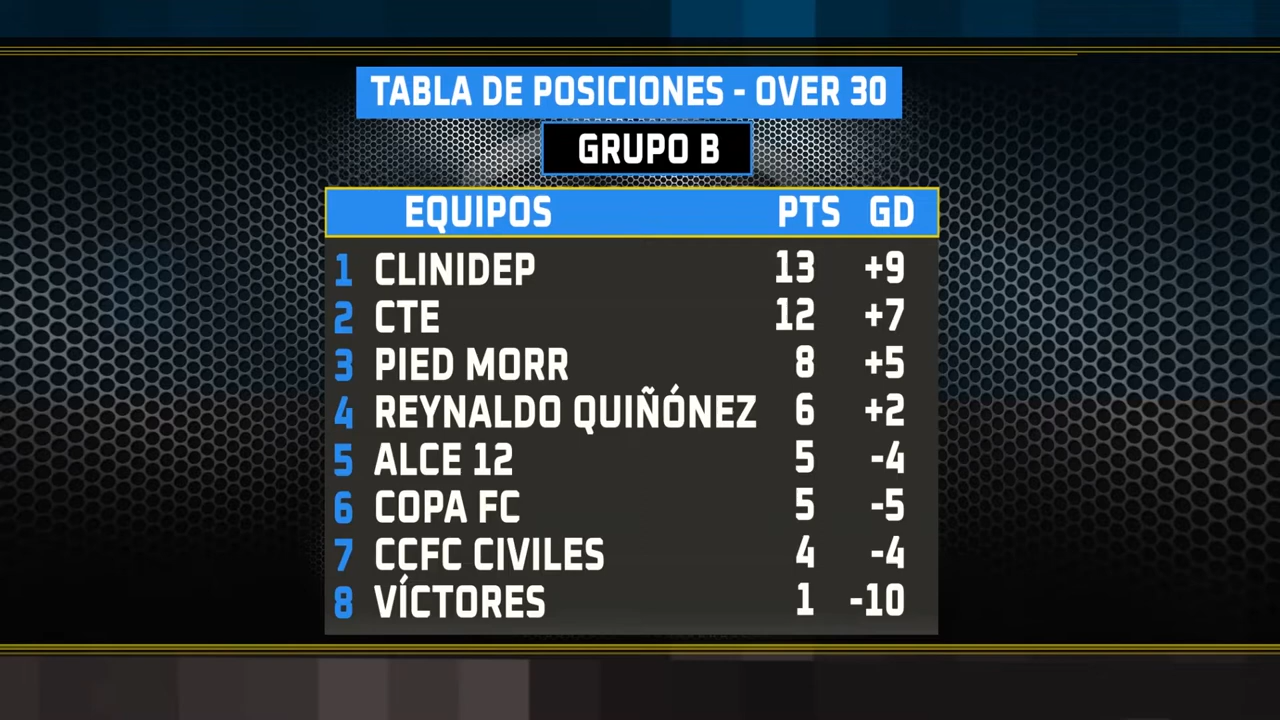 TABLA DE POSICIONES - OVER 30
GRUPO B
EQUIPOS PTS GD
1 CLINIDEP 13 +9
2 CTE 12 +7
3 PIED MORR 8 +5
4 REYNALDO QUIÑÓNEZ 6 +2
5 ALCE 12 5 -4
6 COPA FC 5 -5
7 CCFC CIVILES 4 -4
8 VÍCTORES 1 -10